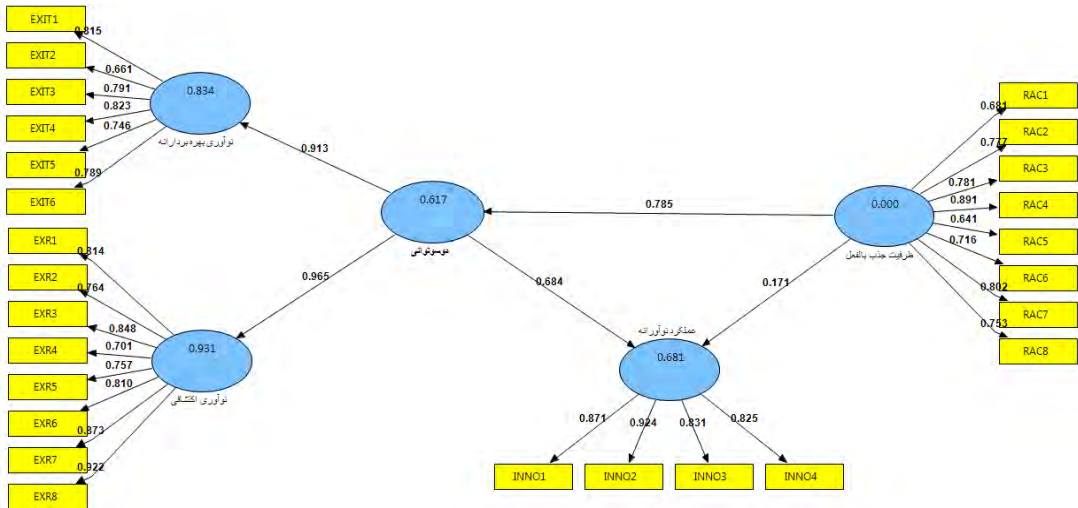 EXIT1
0.815
EXIT2
0.661
EXIT3
0.791
EXIT4
0.823
EXIT5
0.746
EXIT6
0.789
0.834
نوآوری بهره بردارانه
0.913
EXR1
0.814
EXR2
0.764
EXR3
0.848
EXR4
0.701
EXR5
0.757
EXR6
0.810
EXR7
0.873
EXR8
0.922
0.931
نوآوری اکتشافی
0.965
0.617
دوسوتوانی
0.785
0.684
0.171
0.000
ظرفیت جذب بالفعل
RAC1
0.681
RAC2
0.777
RAC3
0.781
RAC4
0.891
RAC5
0.641
RAC6
0.716
RAC7
0.802
RAC8
0.753
عملکرد نوآورانه
0.681
0.871
0.924
0.831
0.825
INNO1
INNO2
INNO3
INNO4